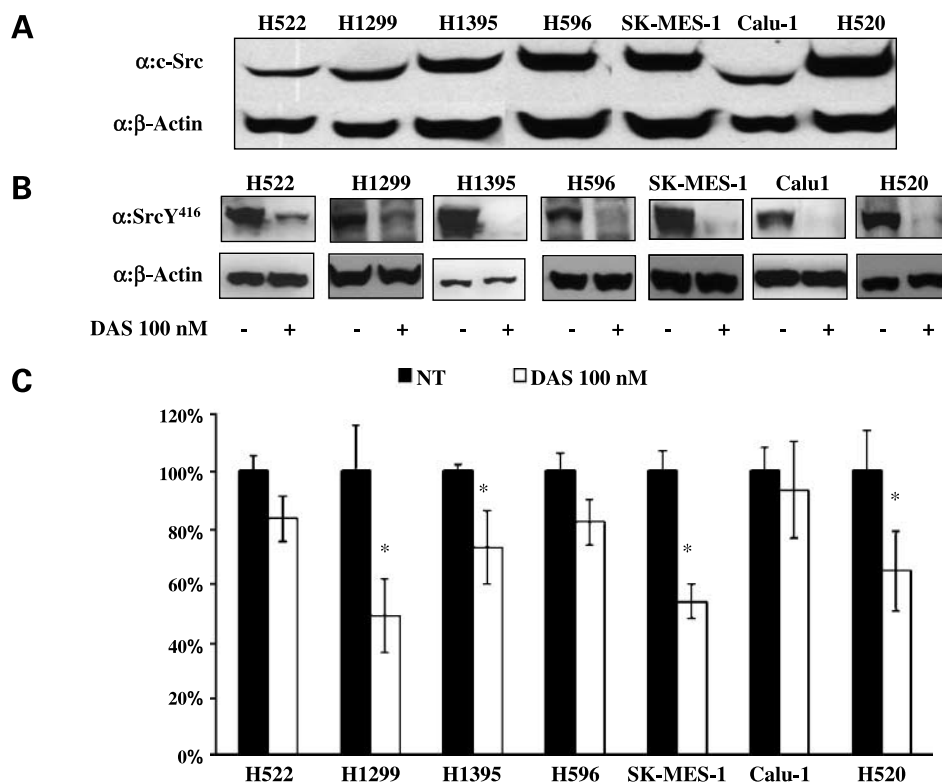 A
H522 H1299 H1395 H596 SK-MES-1 Calu-1 H520
α:c-Src
α:β-Actin
B
H522 H1299 H1395 H596 SK-MES-1 Calu1 H520
α:SrcY⁴¹⁶
α:β-Actin
DAS 100 nM - + - + - + - + - + - + - +
C
NT DAS 100 nM
120%
100%
80%
60%
40%
20%
0%
* * * *
H522 H1299 H1395 H596 SK-MES-1 Calu-1 H520